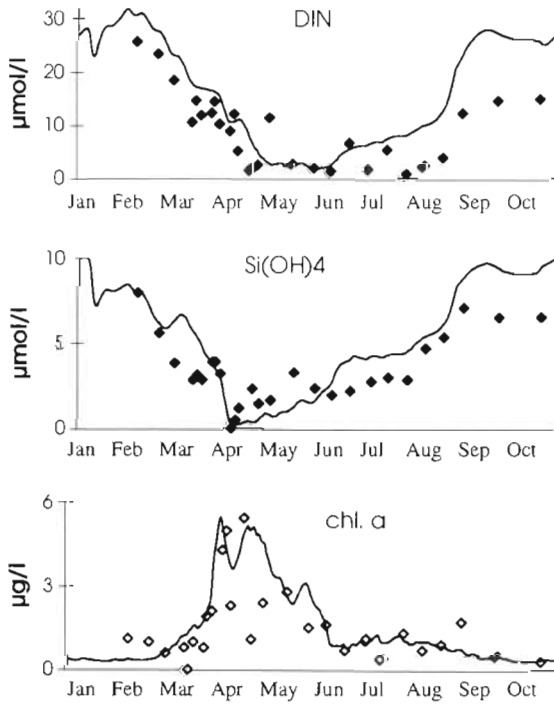 DIN
µmol/l
30
20
10
0
Jan Feb Mar Apr May Jun Jul Aug Sep Oct
Si(OH)4
µmol/l
10
5
0
Jan Feb Mar Apr May Jun Jul Aug Sep Oct
chl. a
µg/l
6
3
0
Jan Feb Mar Apr May Jun Jul Aug Sep Oct